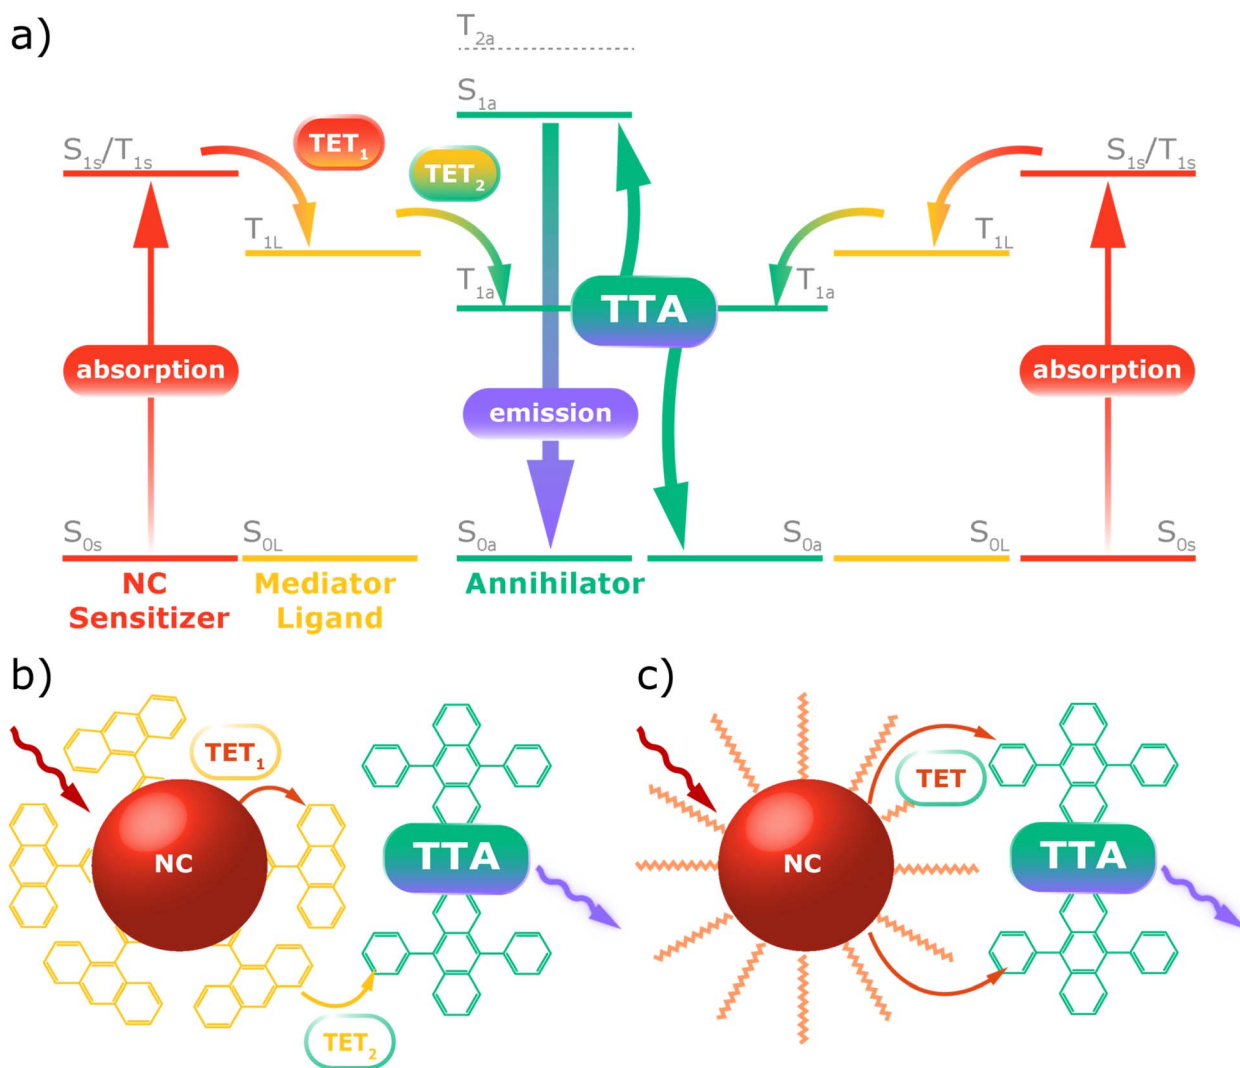 a)
T₂ₐ
S₁ₐ
S₁ₛ/T₁ₛ
TET₁
TET₂
S₁ₛ/T₁ₛ
T₁L
T₁L
T₁ₐ
TTA
T₁ₐ
absorption
absorption
emission
S₀ₛ
S₀L
S₀ₐ
S₀ₐ
S₀L
S₀ₛ
NC
Sensitizer
Mediator
Ligand
Annihilator
b)
TET₁
NC
TTA
TET₂
c)
TET
NC
TTA